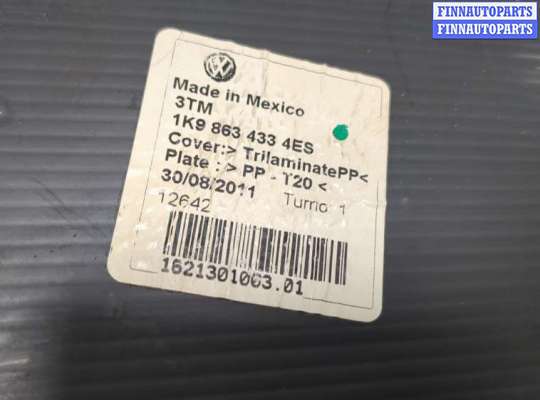 FINNAUTOPARTS
FINNAUTOPARTS
Made in Mexico
3TM
1K9 863 433 4ES
Cover:> TrilaminatePP<
Plate : > PP - T20 <
30/08/2011 Turno 1
12642
1621301003.01